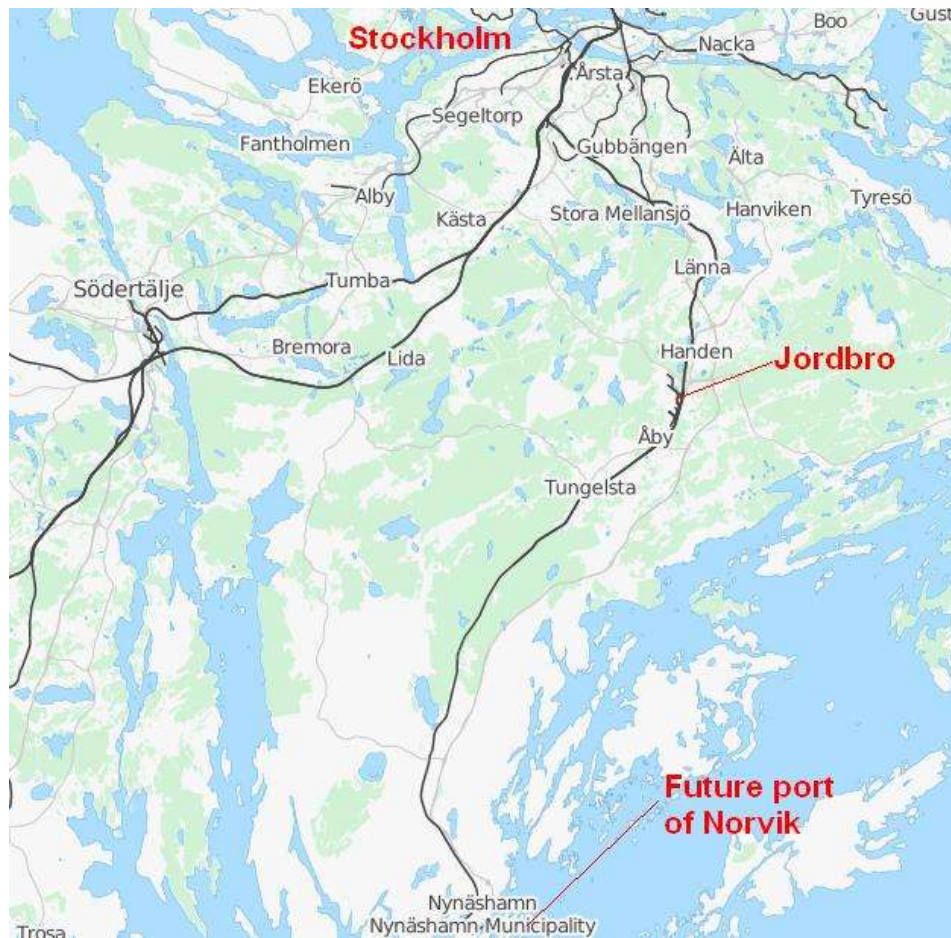 Boo
Gust
Stockholm
Nacka
Årsta
Ekerö
Segeltorp
Fantholmen
Gubbängen
Älta
Alby
Tyresö
Kästa
Stora Mellansjö
Hanviken
Länna
Tumba
Södertälje
Bremora
Lida
Handen
Jordbro
Åby
Tungelsta
Future port
of Norvik
Nynäshamn
Nynäshamn Municipality
Trosa